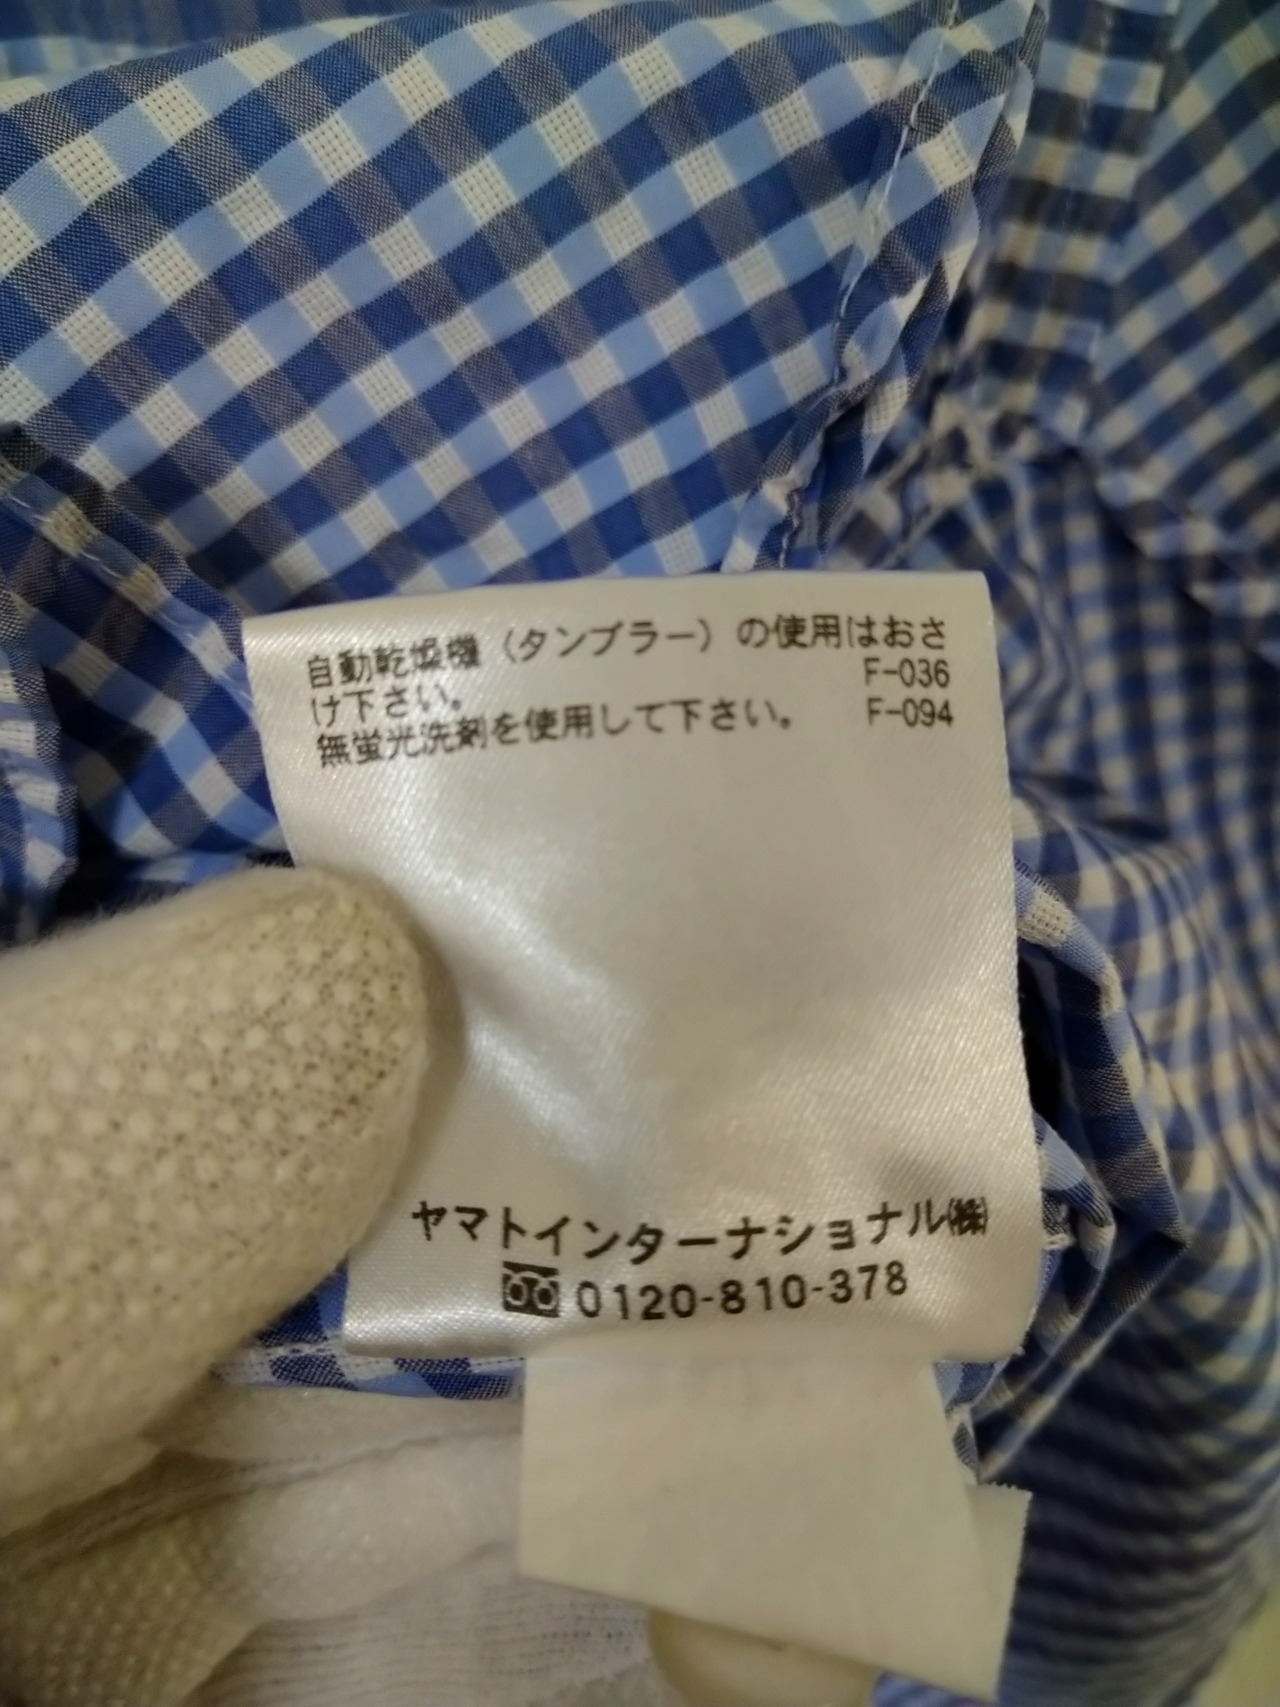 自動乾燥機（タンブラー）の使用はおさ
け下さい。 F-036
無蛍光洗剤を使用して下さい。 F-094
ヤマトインターナショナル㈱
0120-810-378